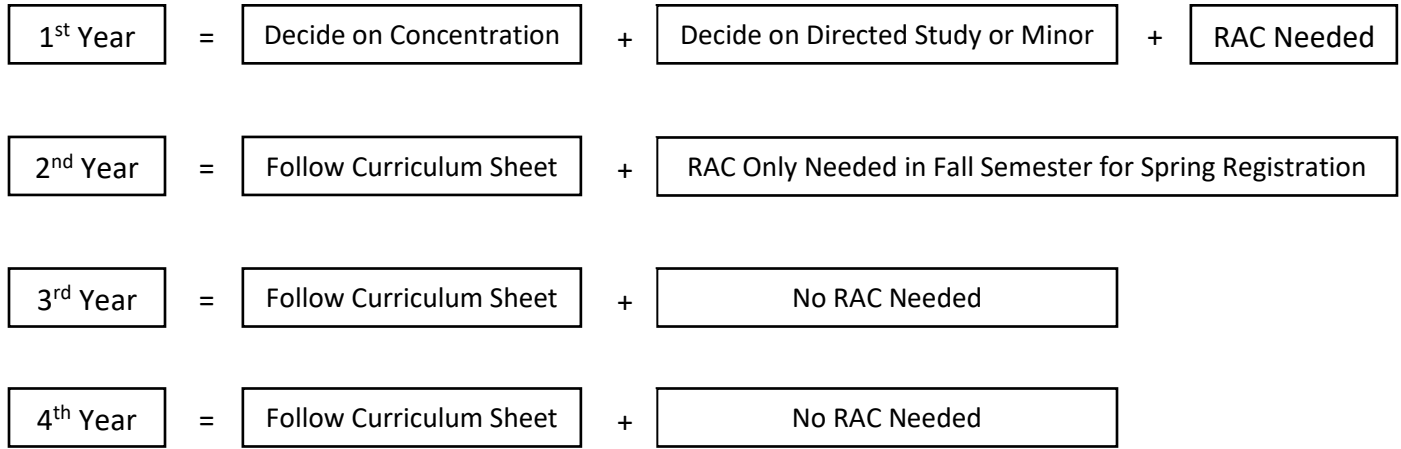 1st Year = Decide on Concentration + Decide on Directed Study or Minor + RAC Needed
2nd Year = Follow Curriculum Sheet + RAC Only Needed in Fall Semester for Spring Registration
3rd Year = Follow Curriculum Sheet + No RAC Needed
4th Year = Follow Curriculum Sheet + No RAC Needed